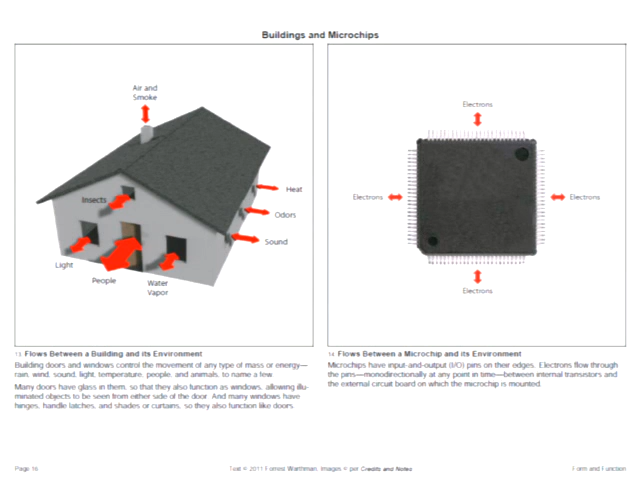 Buildings and Microchips
Air and
Smoke
Insects
Heat
Odors
Sound
Light
People
Water
Vapor
13 Flows Between a Building and its Environment
Building doors and windows control the movement of any type of mass or energy—
rain, wind, sound, light, temperature, people, and animals, to name a few.
Many doors have glass in them, so that they also function as windows, allowing illu-
minated objects to be seen from either side of the door. And many windows have
hinges, handle latches, and shades or curtains, so they also function like doors.
Electrons
Electrons
Electrons
Electrons
14 Flows Between a Microchip and its Environment
Microchips have input-and-output (I/O) pins on their edges. Electrons flow through
the pins—monodirectionally at any point in time—between internal transistors and
the external circuit board on which the microchip is mounted.
Page 16
Text © 2011 Forrest Warthman. Images © per Credits and Notes
Form and Function